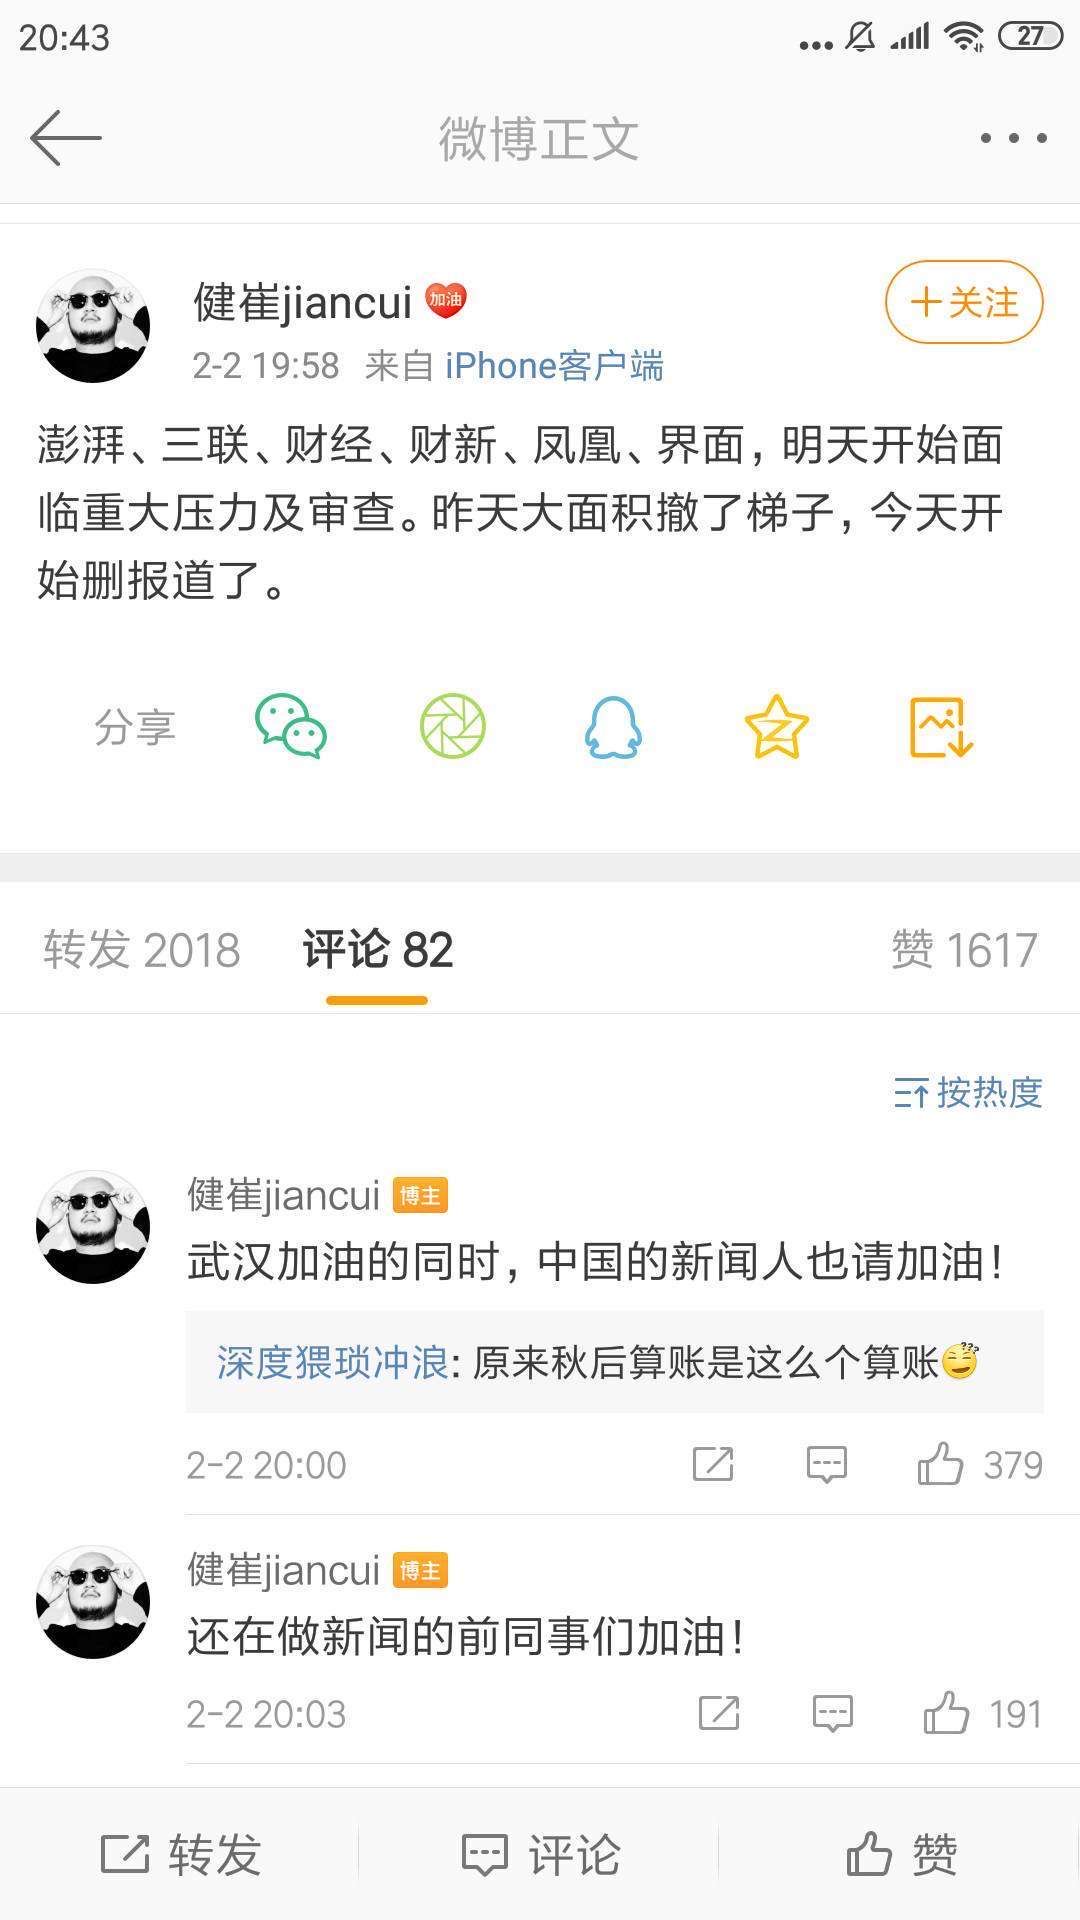 20:43
27
微博正文
健崔jiancui 加油
+关注
2-2 19:58 来自 iPhone客户端
澎湃、三联、财经、财新、凤凰、界面，明天开始面
临重大压力及审查。昨天大面积撤了梯子，今天开
始删报道了。
分享
转发 2018 评论 82 赞 1617
按热度
健崔jiancui 博主
武汉加油的同时，中国的新闻人也请加油！
深度猥琐冲浪: 原来秋后算账是这么个算账
2-2 20:00 379
健崔jiancui 博主
还在做新闻的前同事们加油！
2-2 20:03 191
转发 评论 赞